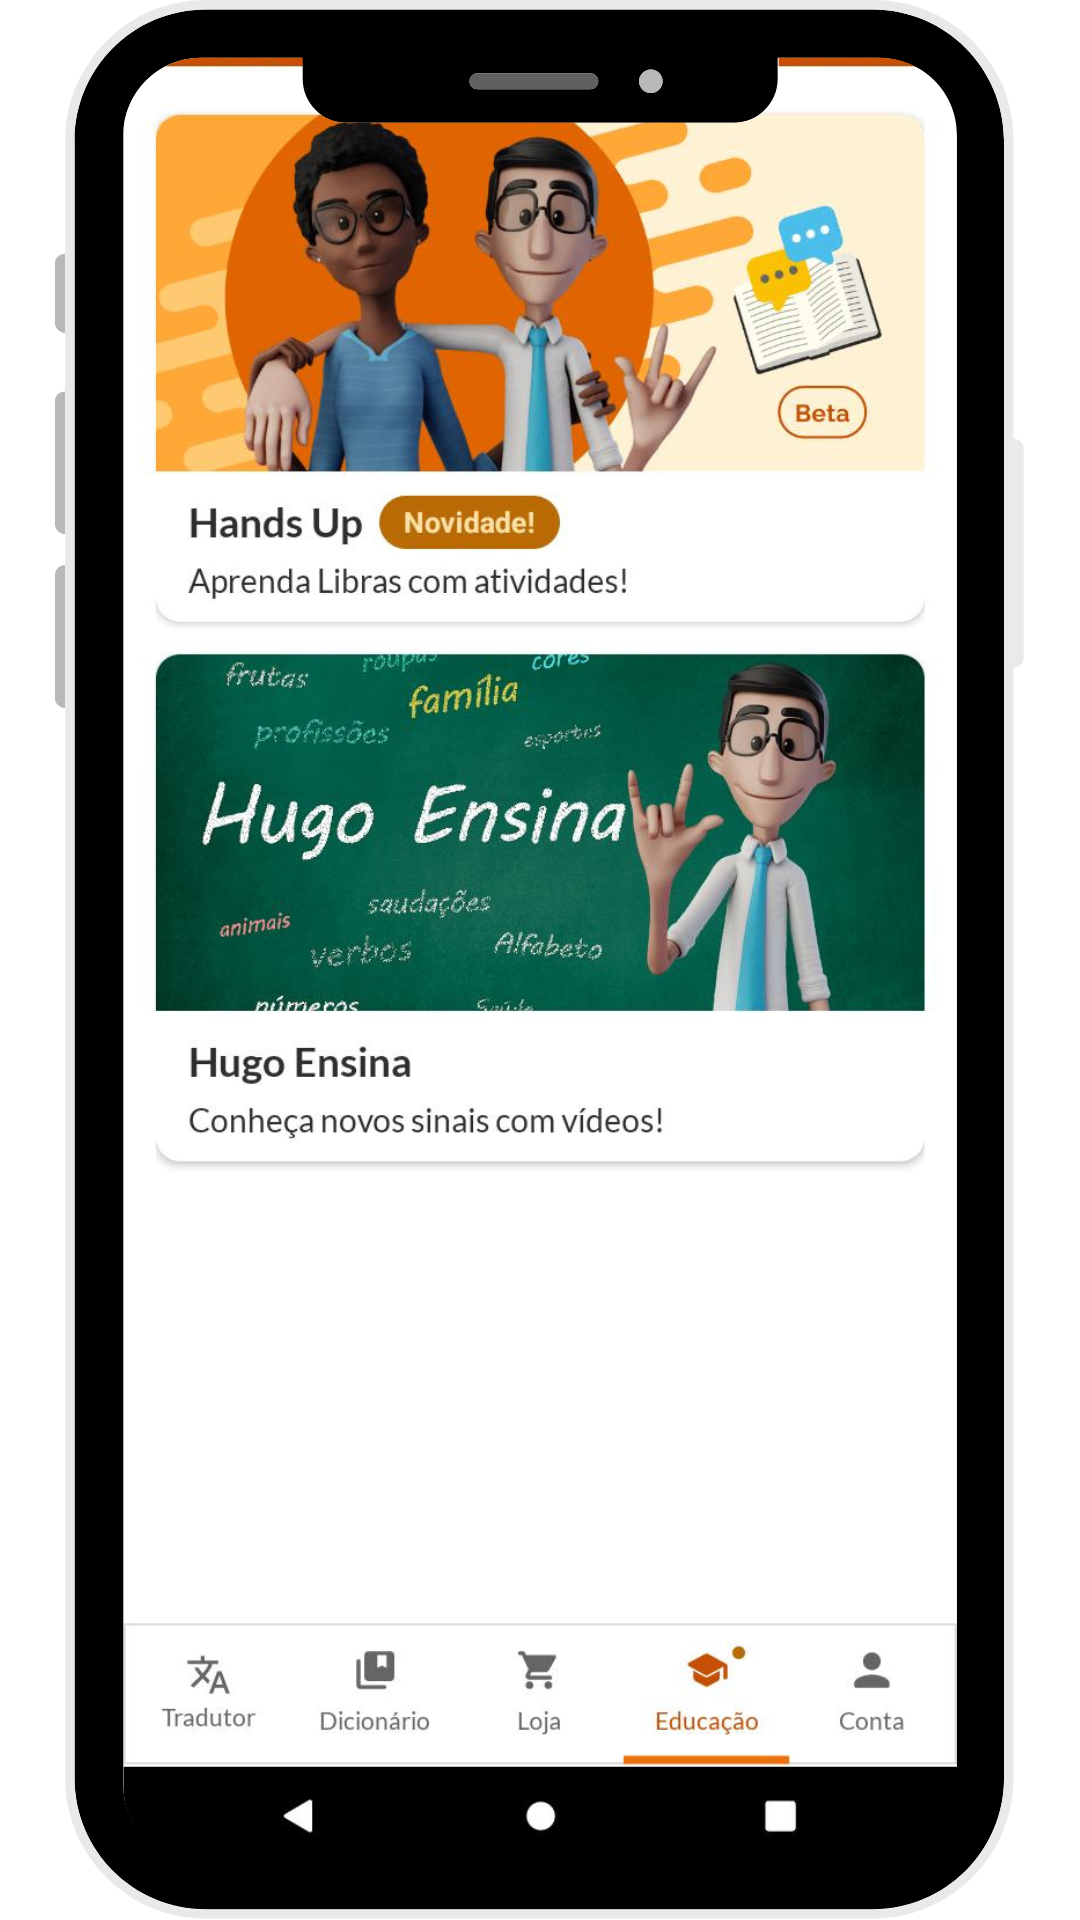 Beta
Hands Up Novidade!
Aprenda Libras com atividades!
frutas roupas cores
família
profissões esportes
Hugo Ensina
saudações
animais
verbos Alfabeto
números Saúde
Hugo Ensina
Conheça novos sinais com vídeos!
Tradutor Dicionário Loja Educação Conta